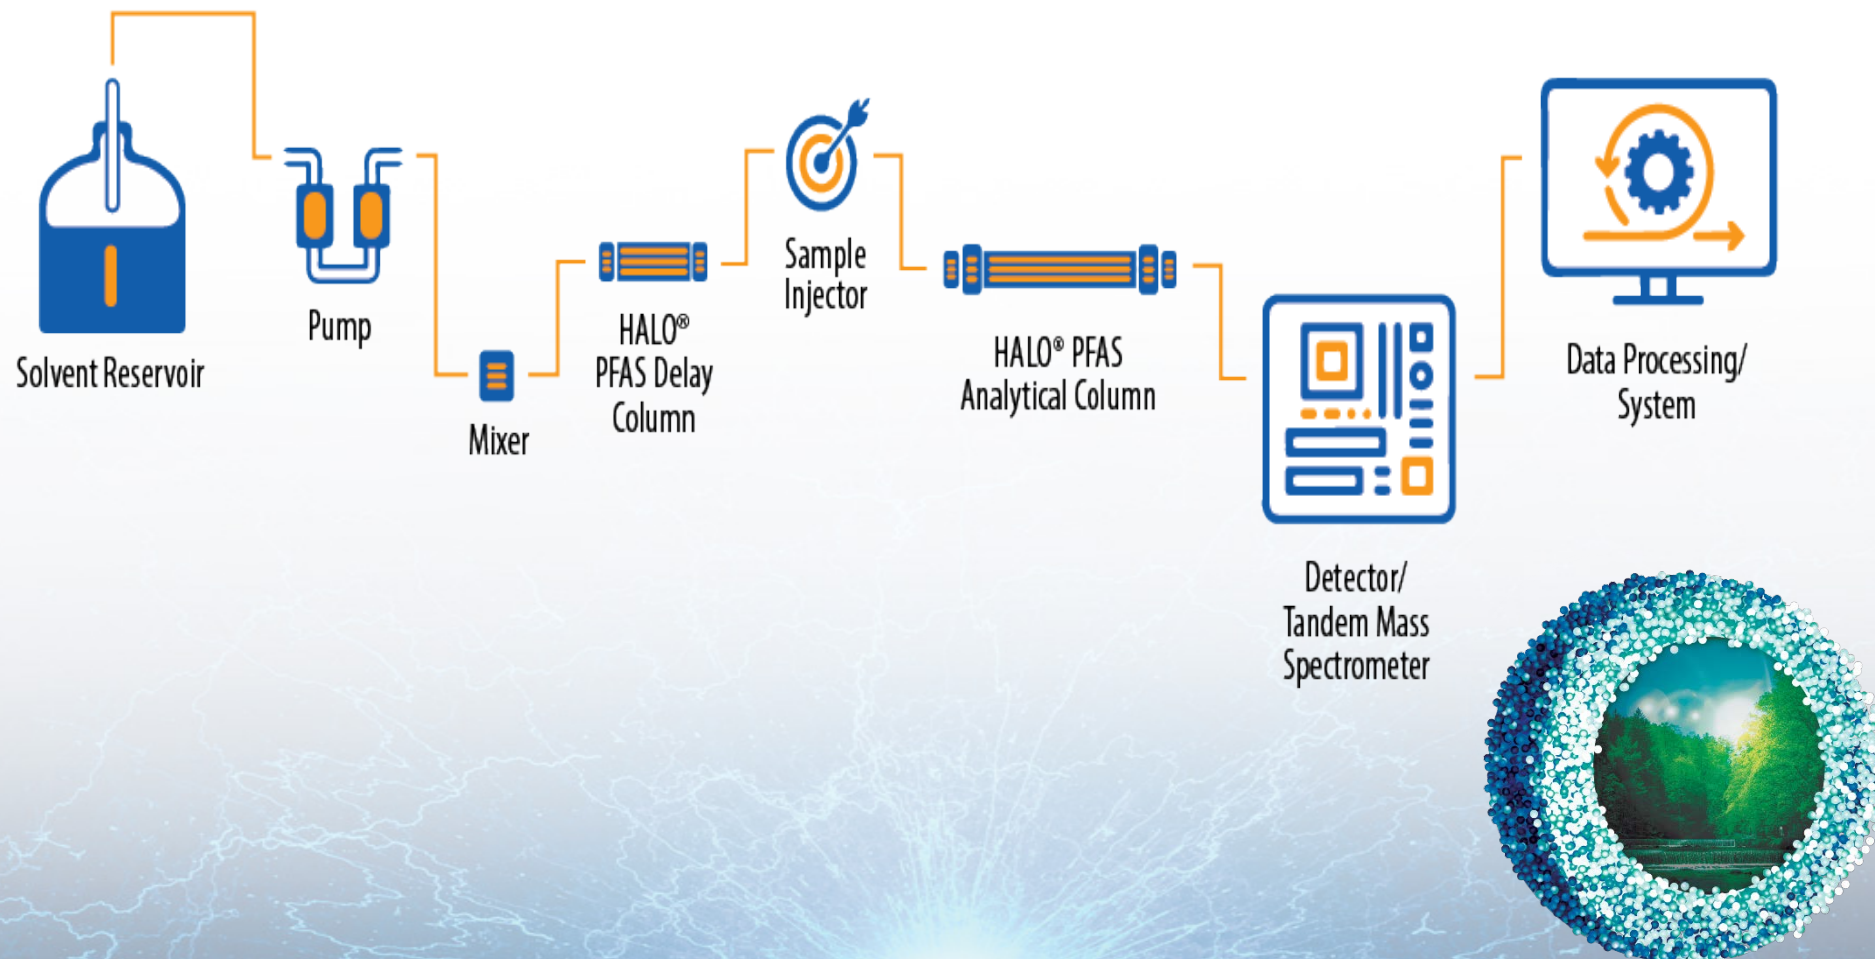 Solvent Reservoir
Pump
Mixer
HALO®
PFAS Delay
Column
Sample
Injector
HALO® PFAS
Analytical Column
Detector/
Tandem Mass
Spectrometer
Data Processing/
System